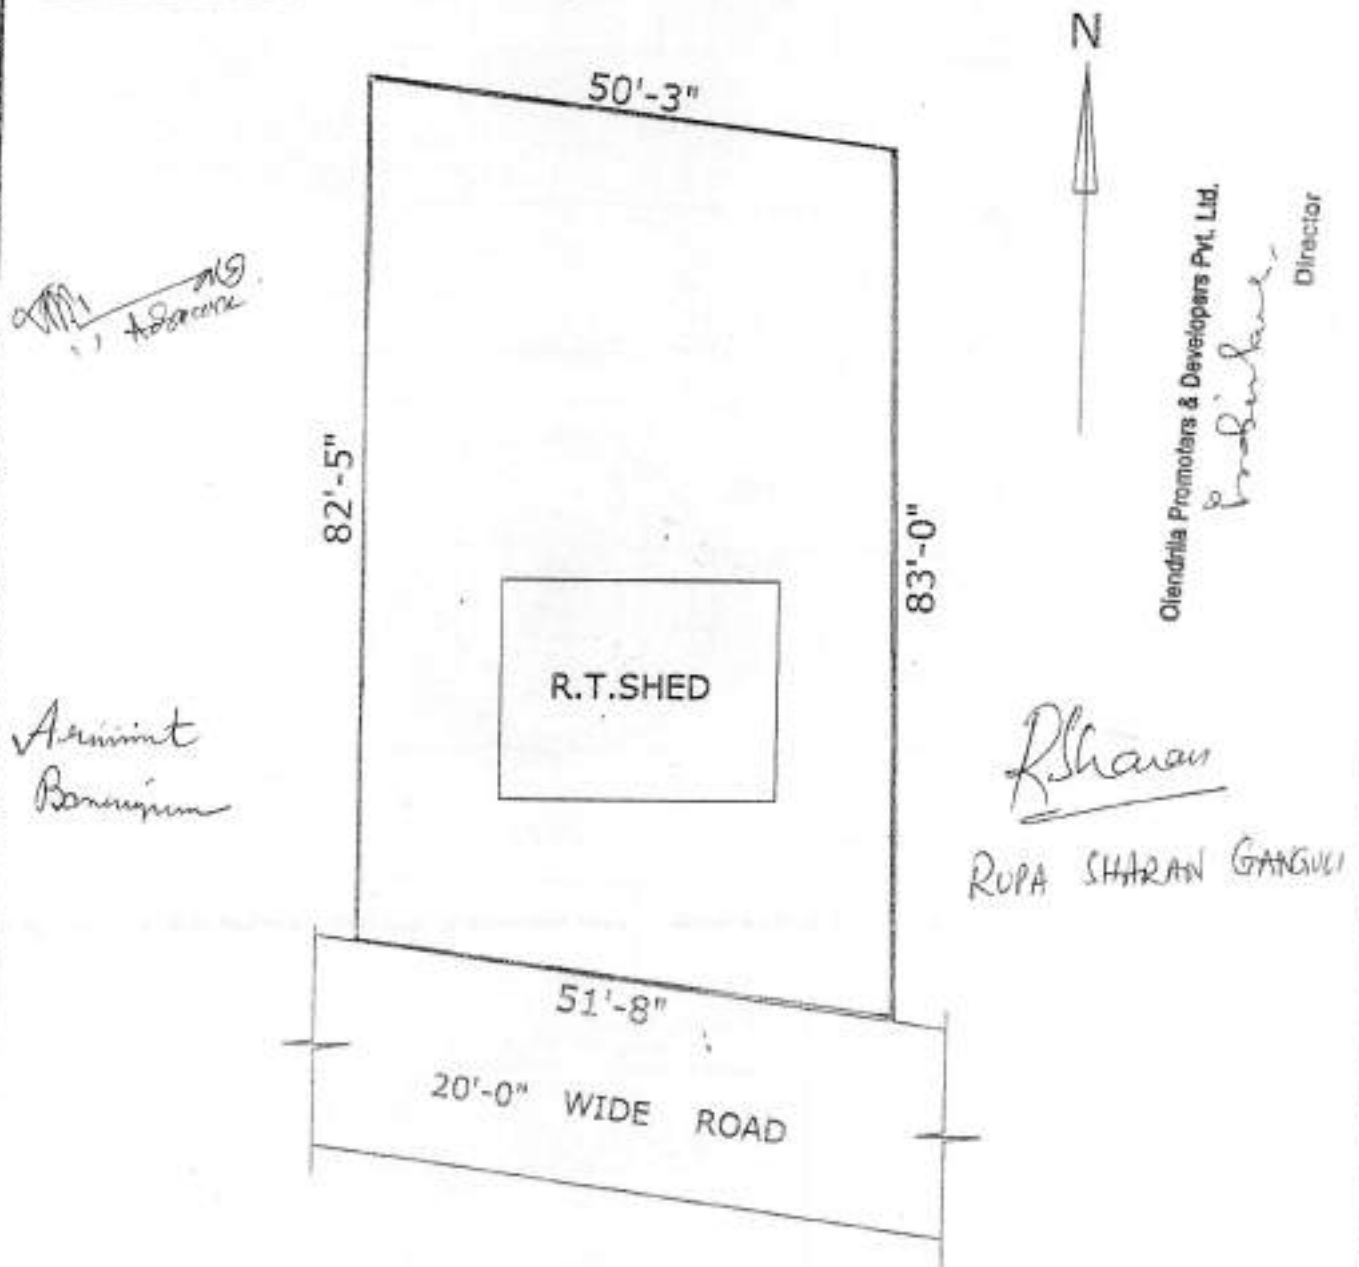 N
50'-3"
82'-5"
83'-0"
R.T.SHED
51'-8"
20'-0" WIDE ROAD
Olendrila Promoters & Developers Pvt. Ltd.
Director
RSharan
RUPA SHARAN GANGULI